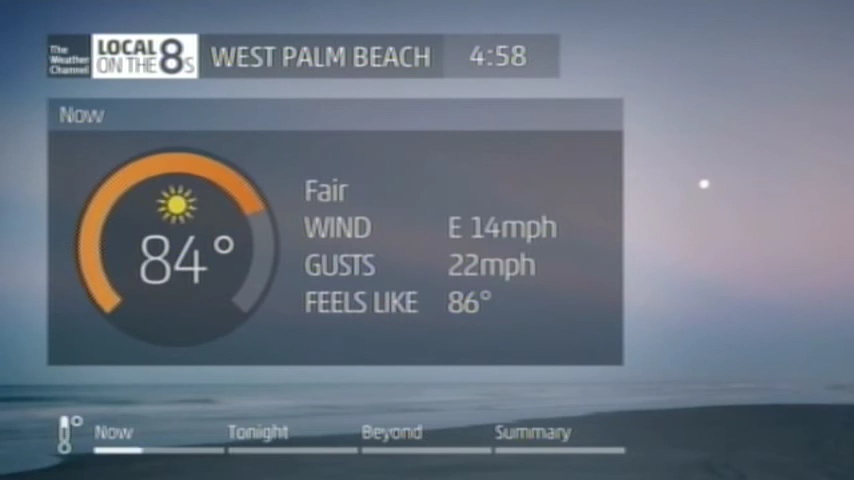 The Weather Channel
LOCAL ON THE 8s
WEST PALM BEACH 4:58
Now
84°
Fair
WIND E 14mph
GUSTS 22mph
FEELS LIKE 86°
Now Tonight Beyond Summary